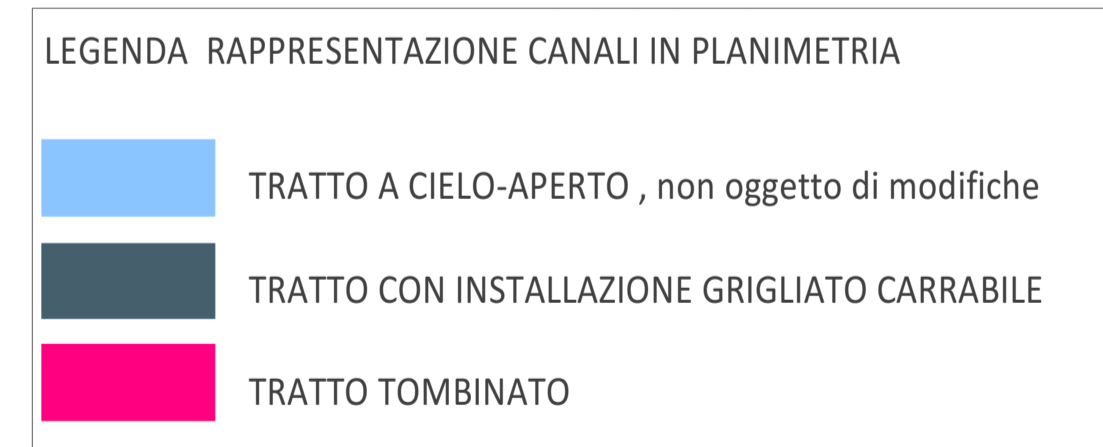 LEGENDA RAPPRESENTAZIONE CANALI IN PLANIMETRIA
TRATTO A CIELO-APERTO , non oggetto di modifiche
TRATTO CON INSTALLAZIONE GRIGLIATO CARRABILE
TRATTO TOMBINATO